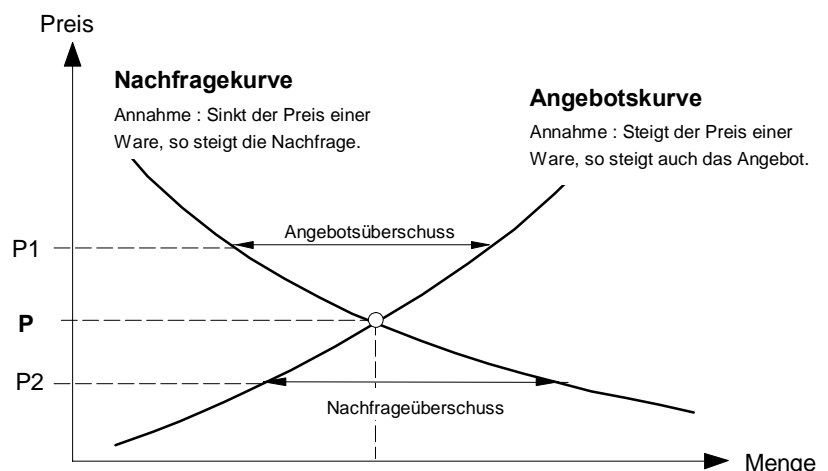 Preis
Nachfragekurve
Annahme : Sinkt der Preis einer
Ware, so steigt die Nachfrage.
Angebotskurve
Annahme : Steigt der Preis einer
Ware, so steigt auch das Angebot.
Angebotsüberschuss
P1
P
P2
Nachfrageüberschuss
Menge